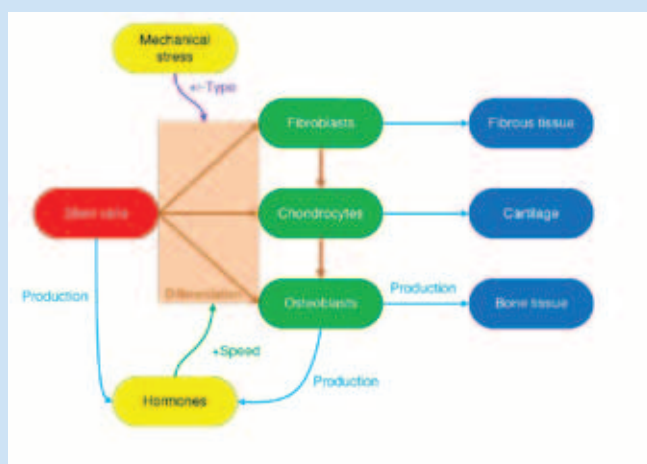 Mechanical
stress
+/-Type
Fibroblasts
Fibrous tissue
Stem cells
Chondrocytes
Cartilage
Production
Differentiation
Osteoblasts
Production
Bone tissue
+Speed
Production
Hormones